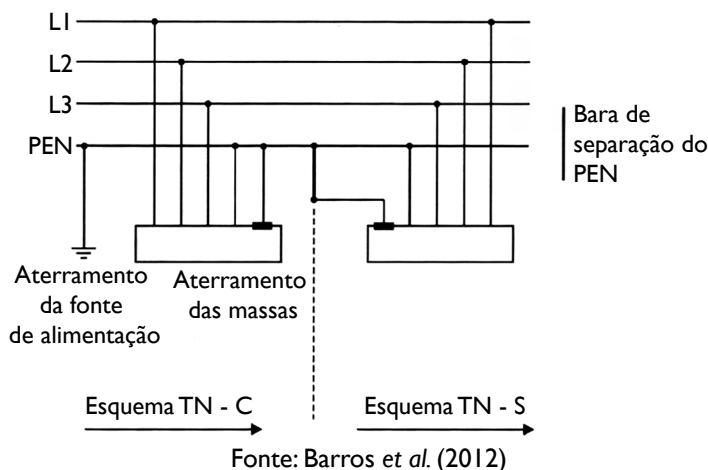 L1
L2
L3
PEN
Bara de
separação do
PEN
Aterramento
da fonte
de alimentação
Aterramento
das massas
Esquema TN - C
Esquema TN - S
Fonte: Barros et al. (2012)